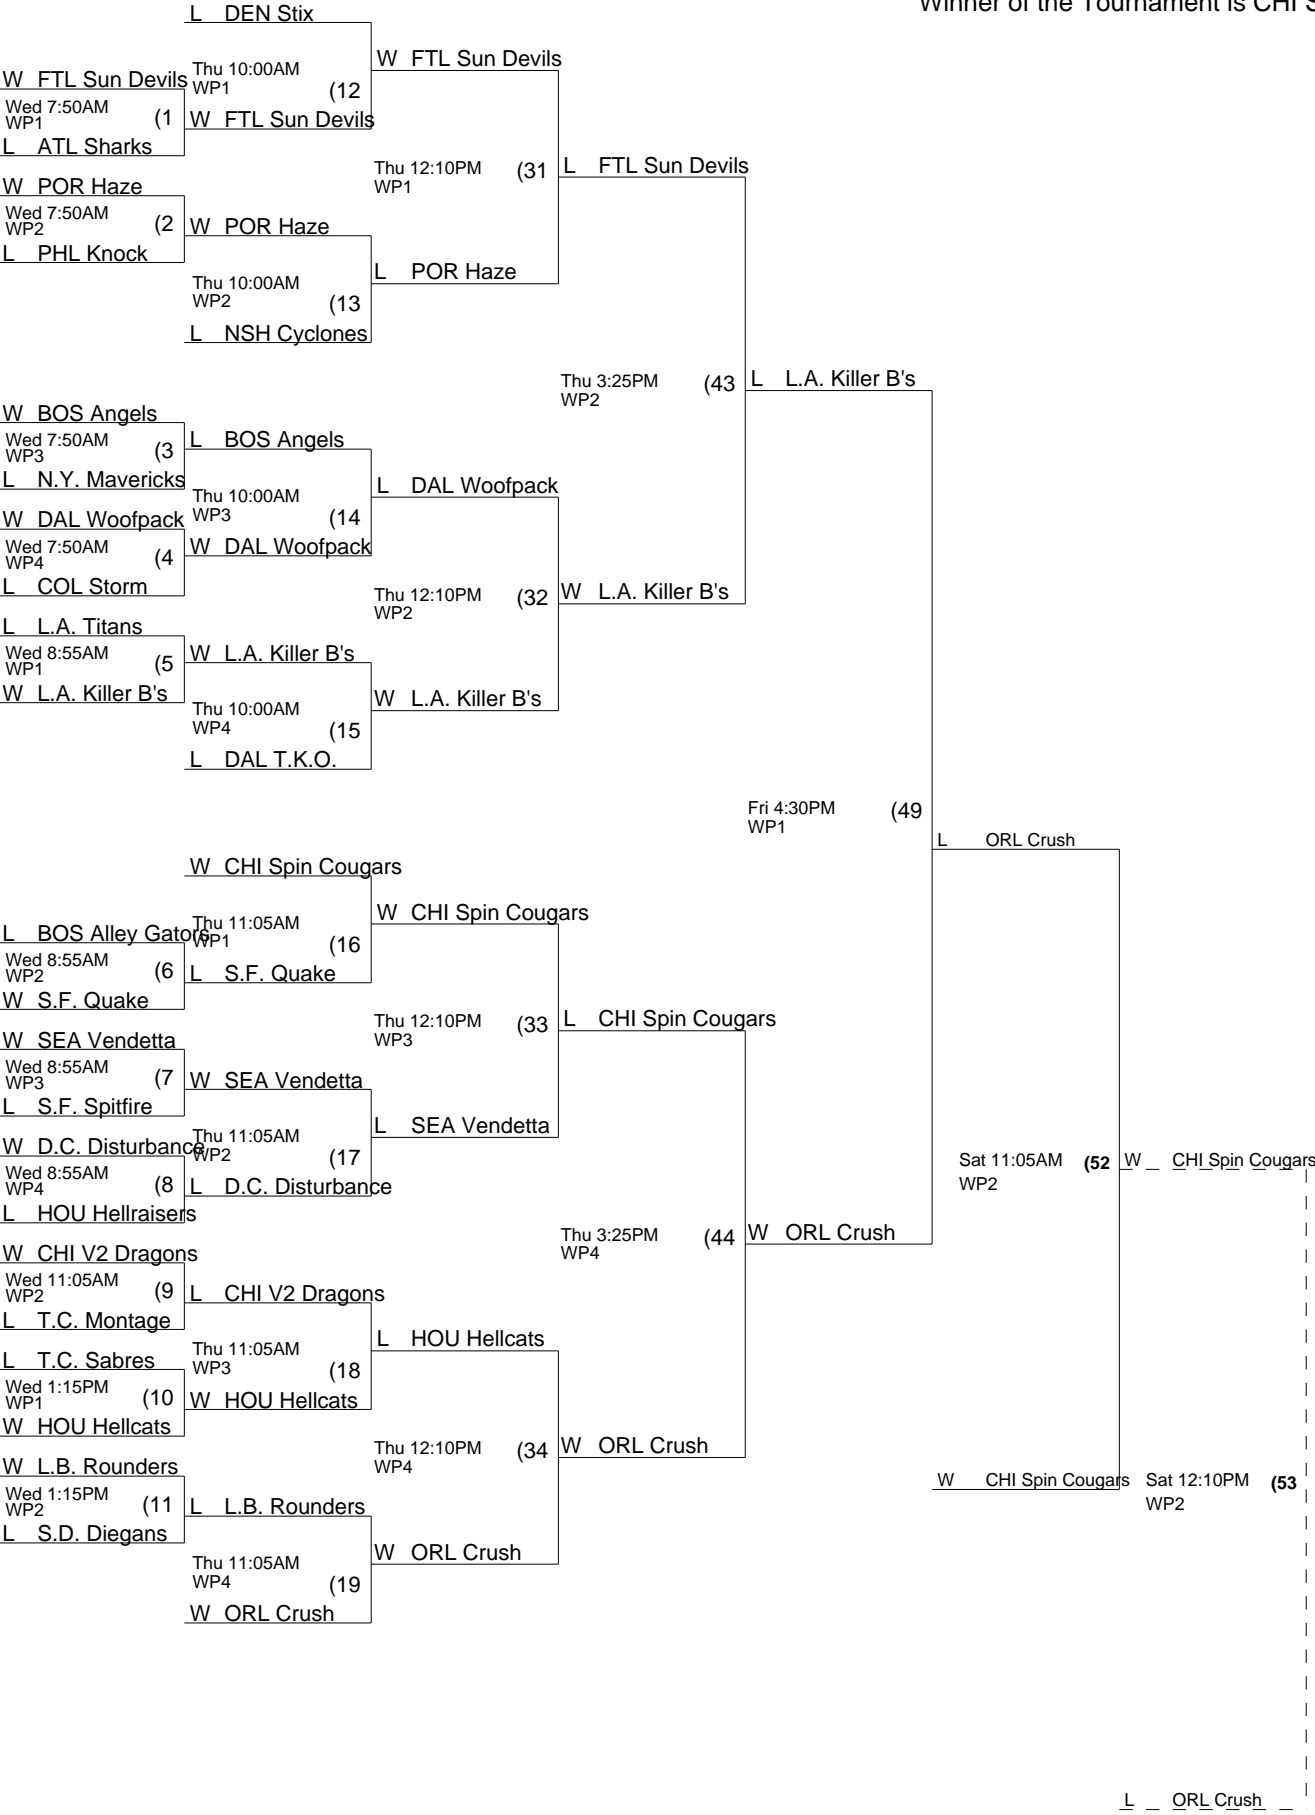 Winner of the Tournament is CHI S
L DEN Stix
W FTL Sun Devils
Thu 10:00AM
WP1
(12
W FTL Sun Devils
Wed 7:50AM
WP1
(1
W FTL Sun Devils
L ATL Sharks
Thu 12:10PM
WP1
(31
L FTL Sun Devils
W POR Haze
Wed 7:50AM
WP2
(2
W POR Haze
L PHL Knock
L POR Haze
Thu 10:00AM
WP2
(13
L NSH Cyclones
Thu 3:25PM
WP2
(43
L L.A. Killer B's
W BOS Angels
Wed 7:50AM
WP3
(3
L BOS Angels
L N.Y. Mavericks
L DAL Woofpack
Thu 10:00AM
WP3
(14
W DAL Woofpack
Wed 7:50AM
WP4
(4
W DAL Woofpack
L COL Storm
Thu 12:10PM
WP2
(32
W L.A. Killer B's
L L.A. Titans
Wed 8:55AM
WP1
(5
W L.A. Killer B's
W L.A. Killer B's
W L.A. Killer B's
Thu 10:00AM
WP4
(15
L DAL T.K.O.
Fri 4:30PM
WP1
(49
L ORL Crush
W CHI Spin Cougars
W CHI Spin Cougars
Thu 11:05AM
WP1
(16
L BOS Alley Gators
Wed 8:55AM
WP2
(6
L S.F. Quake
W S.F. Quake
Thu 12:10PM
WP3
(33
L CHI Spin Cougars
W SEA Vendetta
Wed 8:55AM
WP3
(7
W SEA Vendetta
L S.F. Spitfire
L SEA Vendetta
Thu 11:05AM
WP2
(17
W D.C. Disturbance
Wed 8:55AM
WP4
(8
L D.C. Disturbance
L HOU Hellraisers
Sat 11:05AM
WP2
(52
W CHI Spin Cougars
Thu 3:25PM
WP4
(44
W ORL Crush
W CHI V2 Dragons
Wed 11:05AM
WP2
(9
L CHI V2 Dragons
L T.C. Montage
L HOU Hellcats
Thu 11:05AM
WP3
(18
L T.C. Sabres
Wed 1:15PM
WP1
(10
W HOU Hellcats
W HOU Hellcats
Thu 12:10PM
WP4
(34
W ORL Crush
W L.B. Rounders
Wed 1:15PM
WP2
(11
L L.B. Rounders
L S.D. Diegans
W CHI Spin Cougars
Sat 12:10PM
WP2
(53
W ORL Crush
Thu 11:05AM
WP4
(19
W ORL Crush
L ORL Crush